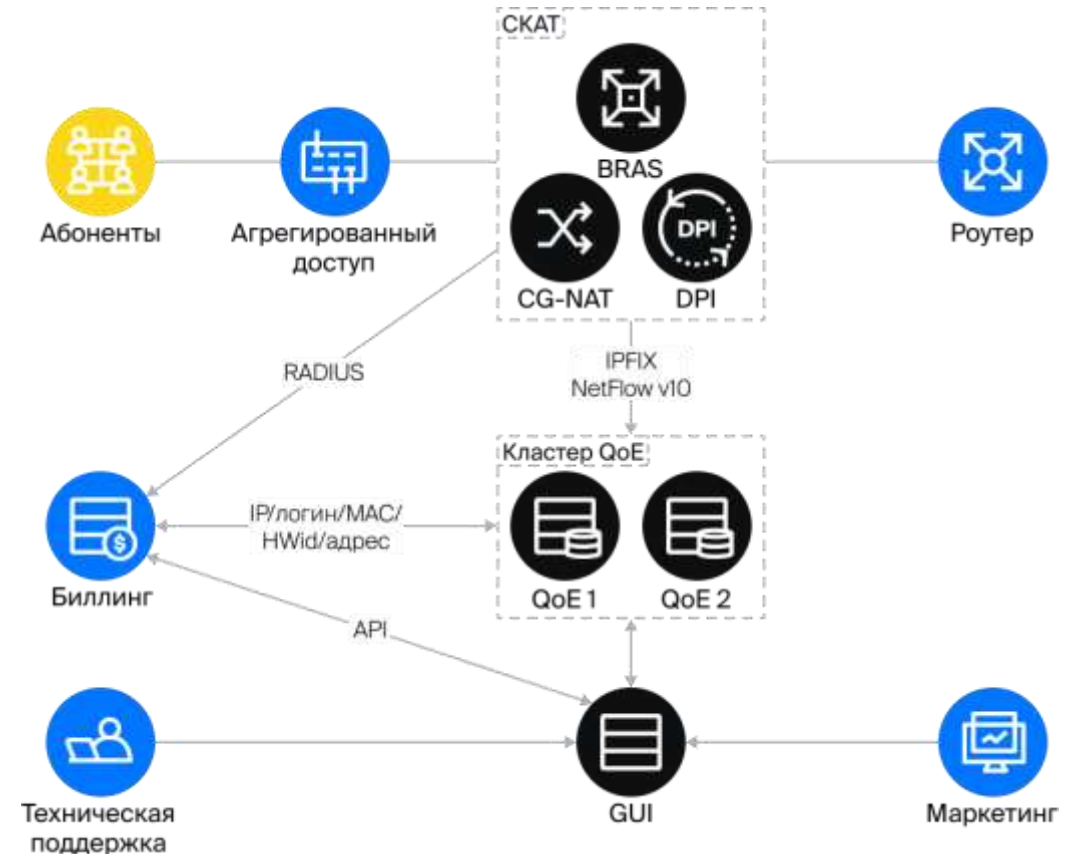 СКАТ
BRAS
CG-NAT
DPI
DPI
Абоненты
Агрегированный
доступ
Роутер
RADIUS
IPFIX
NetFlow v10
Кластер QoE
QoE 1
QoE 2
IP/логин/MAC/
HWid/адрес
Биллинг
$
API
Техническая
поддержка
GUI
Маркетинг